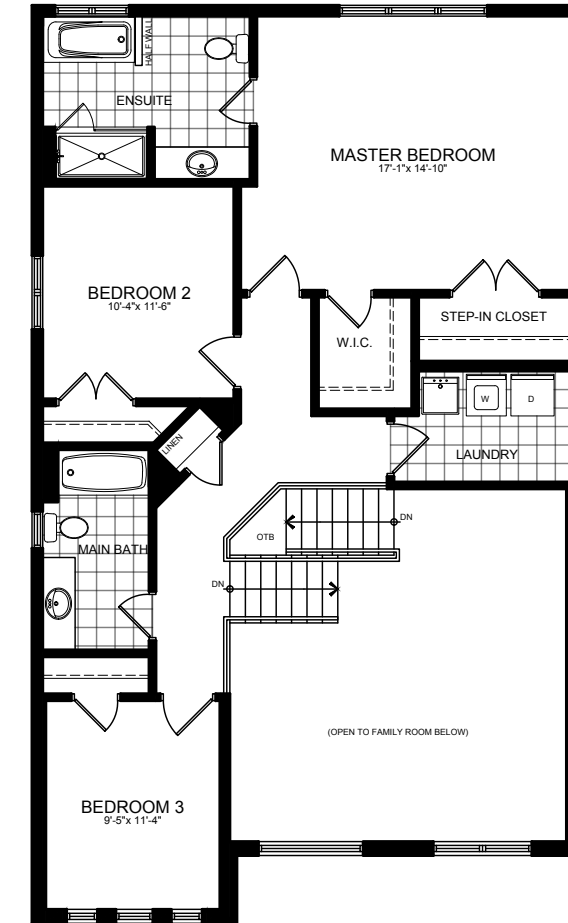 HALF WALL
ENSUITE
MASTER BEDROOM
17'-1"x 14'-10"
BEDROOM 2
10'-4"x 11'-6"
W.I.C.
STEP-IN CLOSET
W
D
LINEN
LAUNDRY
DN
OTB
MAIN BATH
DN
(OPEN TO FAMILY ROOM BELOW)
BEDROOM 3
9'-5"x 11'-4"